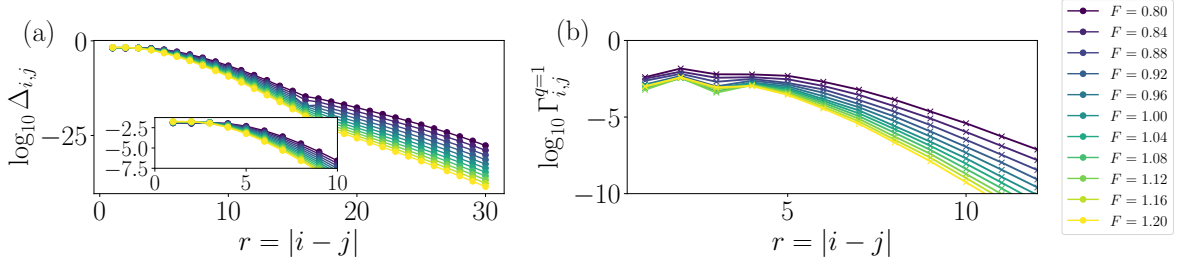 (a)
0
−25
log₁₀ Δᵢ,ⱼ
−2.5
−5.0
−7.5
0
5
10
0
10
20
30
r = |i − j|
(b)
0
−5
−10
log₁₀ Γᵢ,ⱼ^{q=1}
5
10
r = |i − j|
F = 0.80
F = 0.84
F = 0.88
F = 0.92
F = 0.96
F = 1.00
F = 1.04
F = 1.08
F = 1.12
F = 1.16
F = 1.20